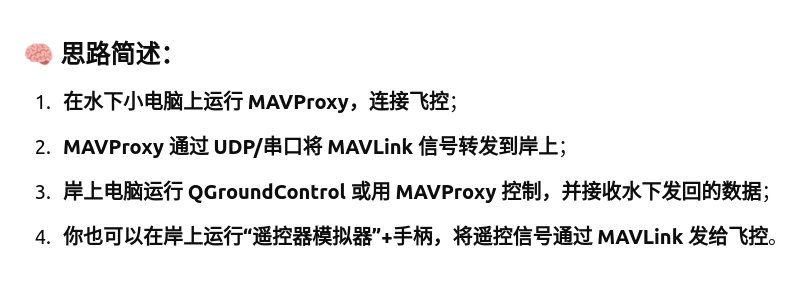 🧠 思路简述：
1. 在水下小电脑上运行 MAVProxy，连接飞控；
2. MAVProxy 通过 UDP/串口将 MAVLink 信号转发到岸上；
3. 岸上电脑运行 QGroundControl 或用 MAVProxy 控制，并接收水下发回的数据；
4. 你也可以在岸上运行“遥控器模拟器”+手柄，将遥控信号通过 MAVLink 发给飞控。